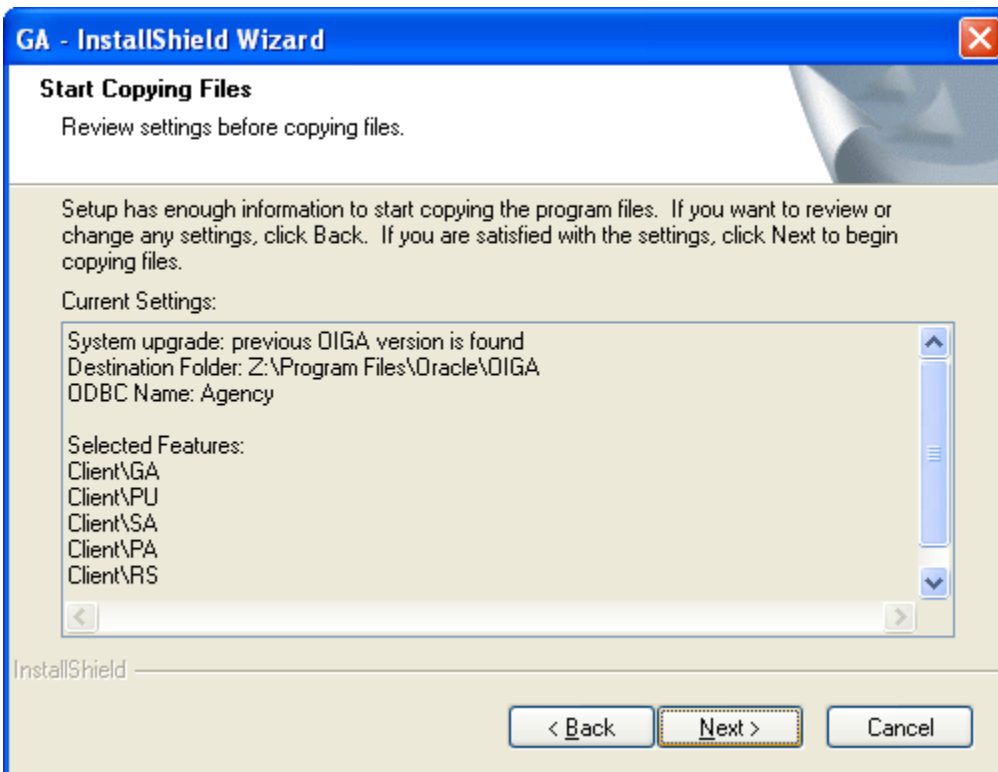 GA - InstallShield Wizard
Start Copying Files
Review settings before copying files.
Setup has enough information to start copying the program files.  If you want to review or
change any settings, click Back.  If you are satisfied with the settings, click Next to begin
copying files.
Current Settings:
System upgrade: previous OIGA version is found
Destination Folder: Z:\Program Files\Oracle\OIGA
ODBC Name: Agency
Selected Features:
Client\GA
Client\PU
Client\SA
Client\PA
Client\RS
InstallShield
< Back
Next >
Cancel